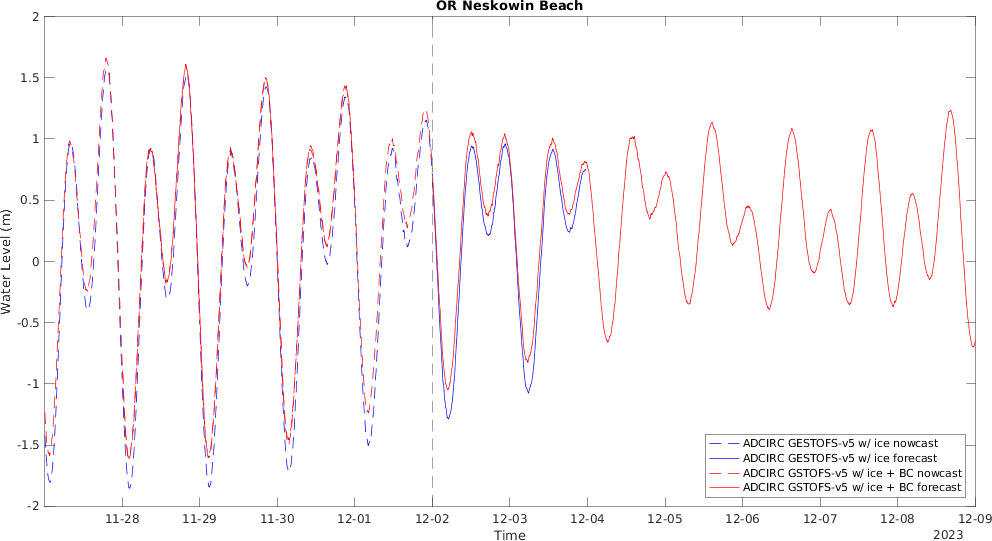 OR Neskowin Beach
2
1.5
1
0.5
0
-0.5
-1
-1.5
-2
Water Level (m)
ADCIRC GESTOFS-v5 w/ ice nowcast
ADCIRC GESTOFS-v5 w/ ice forecast
ADCIRC GSTOFS-v5 w/ ice + BC nowcast
ADCIRC GSTOFS-v5 w/ ice + BC forecast
11-28 11-29 11-30 12-01 12-02 12-03 12-04 12-05 12-06 12-07 12-08 12-09
Time 2023